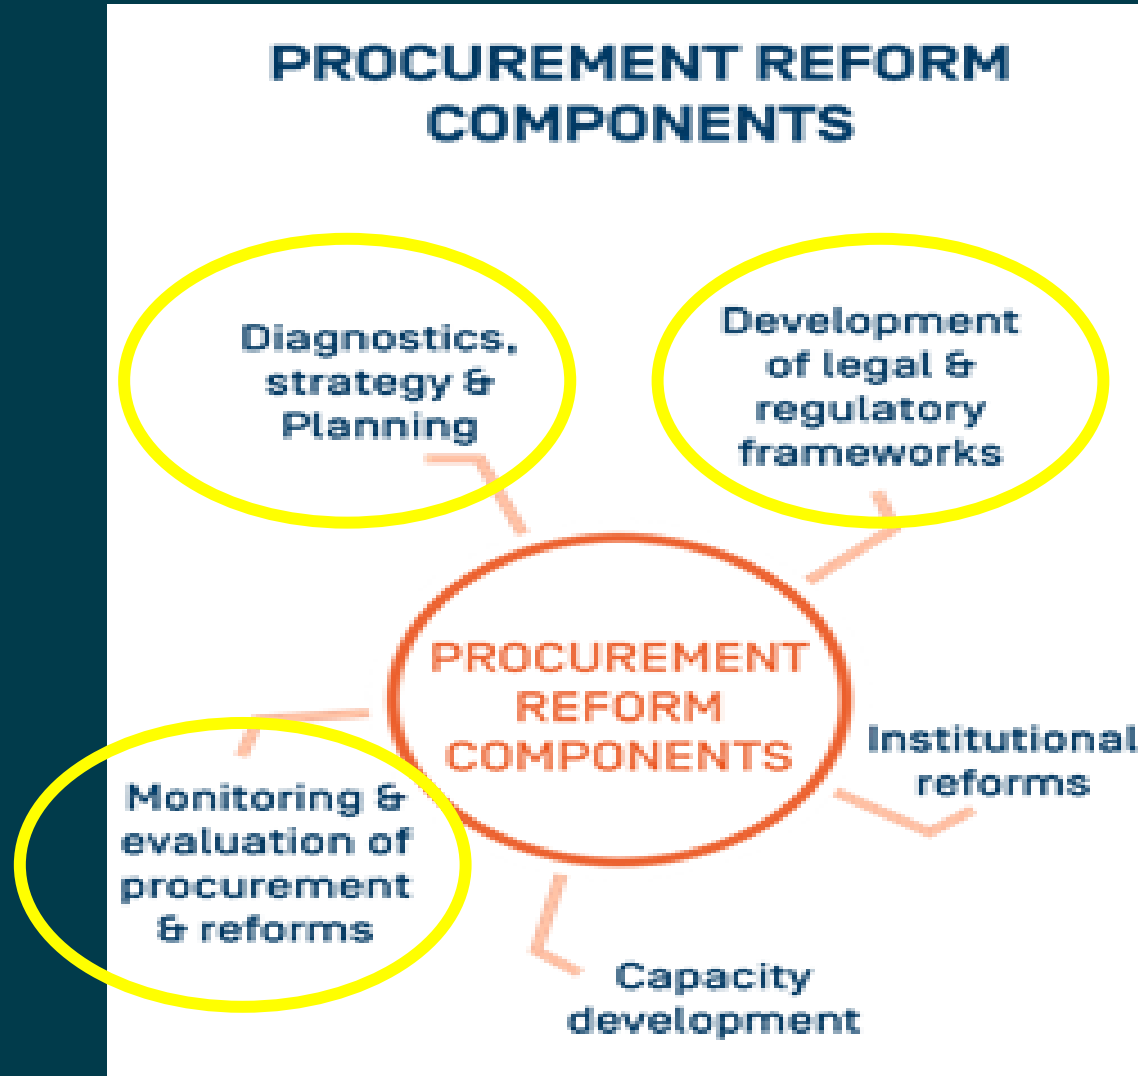 PROCUREMENT REFORM
COMPONENTS
Diagnostics,
strategy &
Planning
Development
of legal &
regulatory
frameworks
PROCUREMENT
REFORM
COMPONENTS
Institutional
reforms
Monitoring &
evaluation of
procurement
& reforms
Capacity
development